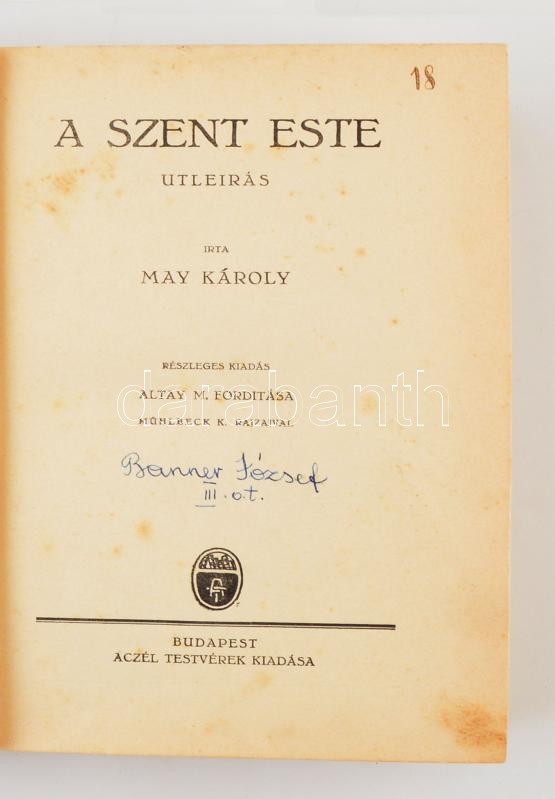 18
A SZENT ESTE
UTLEIRÁS
IRTA
MAY KÁROLY
RÉSZLEGES KIADÁS
ALTAY M. FORDITÁSA
MÜHLBECK K. RAJZAIVAL
darabanth
Banner József
III. o.t.
BUDAPEST
ACZÉL TESTVÉREK KIADÁSA